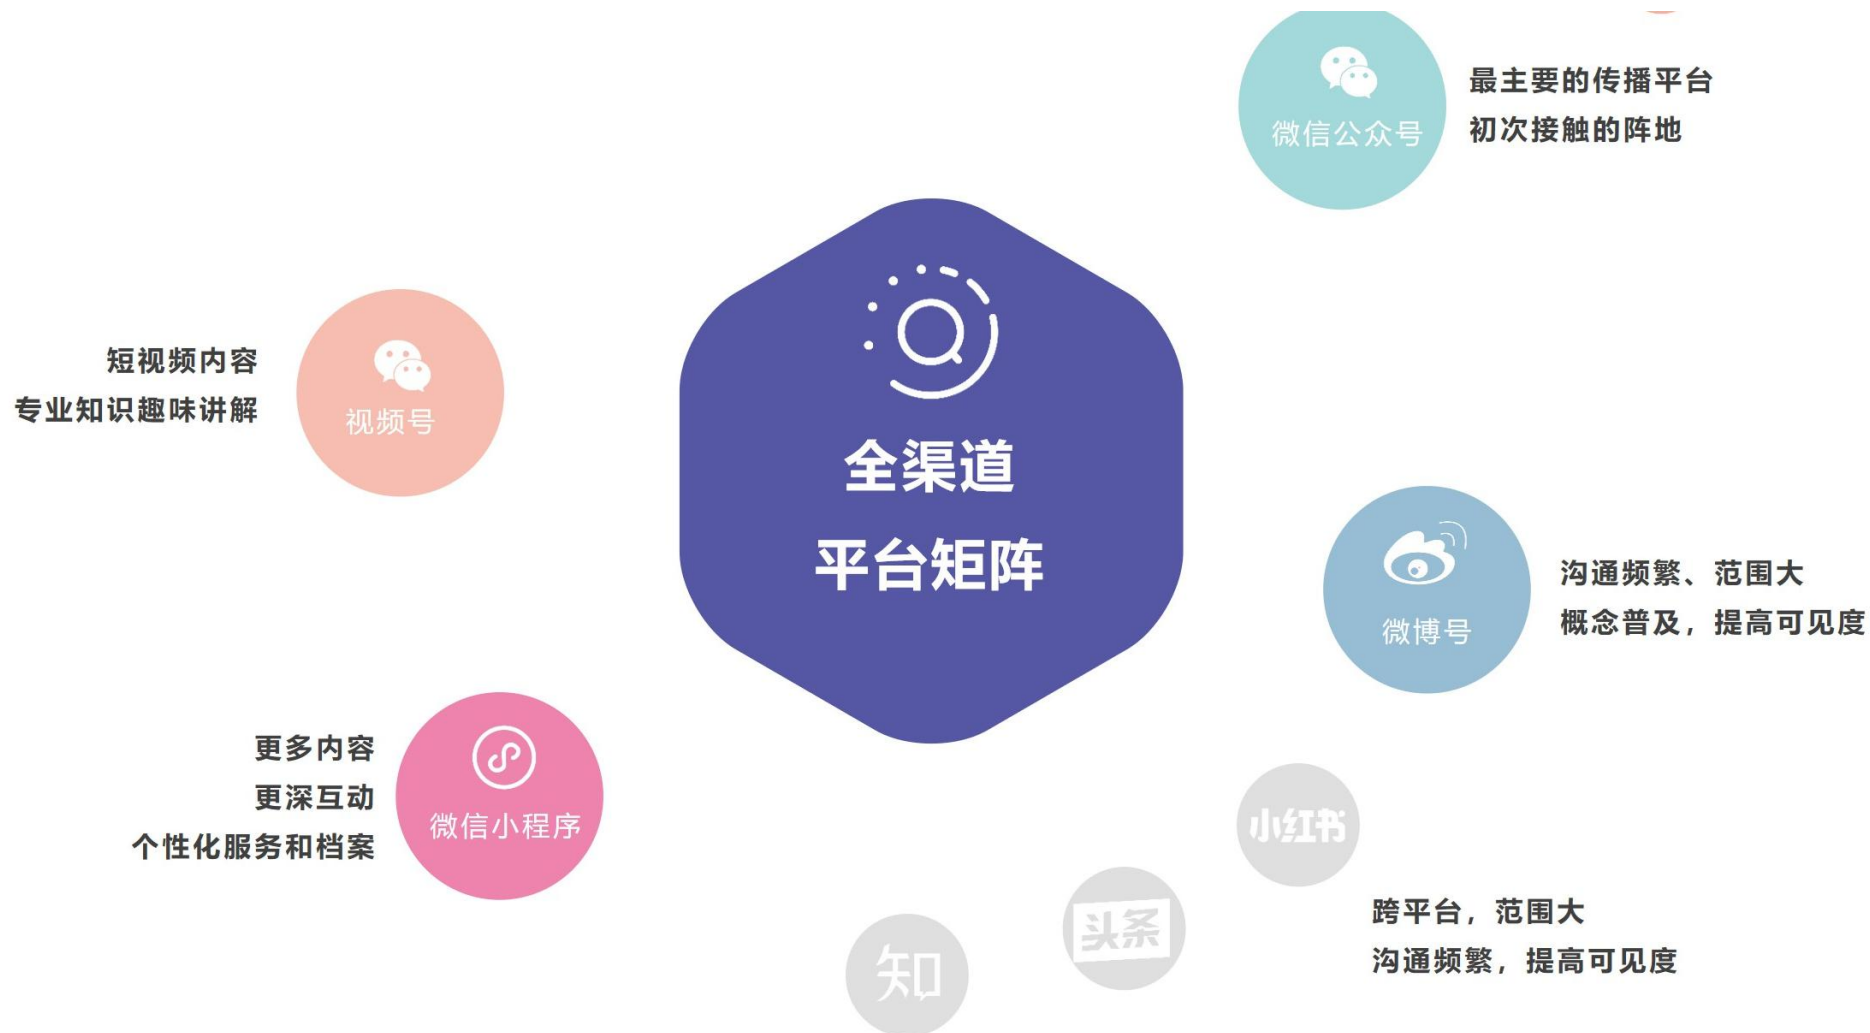 最主要的传播平台
初次接触的阵地
微信公众号
短视频内容
专业知识趣味讲解
视频号
全渠道
平台矩阵
沟通频繁、范围大
概念普及，提高可见度
微博号
更多内容
更深互动
个性化服务和档案
微信小程序
小红书
头条
知
跨平台，范围大
沟通频繁，提高可见度